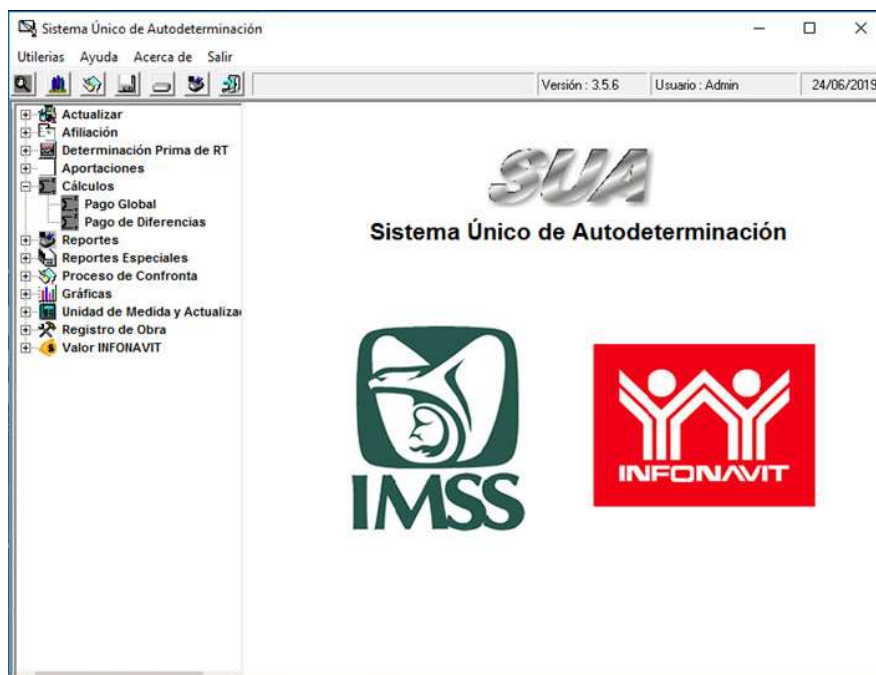 Sistema Único de Autodeterminación
Utilerias Ayuda Acerca de Salir
Versión : 3.5.6 Usuario : Admin 24/06/2019
Actualizar
Afiliación
Determinación Prima de RT
Aportaciones
Cálculos
Pago Global
Pago de Diferencias
Reportes
Reportes Especiales
Proceso de Confronta
Gráficas
Unidad de Medida y Actualiza
Registro de Obra
Valor INFONAVIT
SUA
Sistema Único de Autodeterminación
IMSS
INFONAVIT